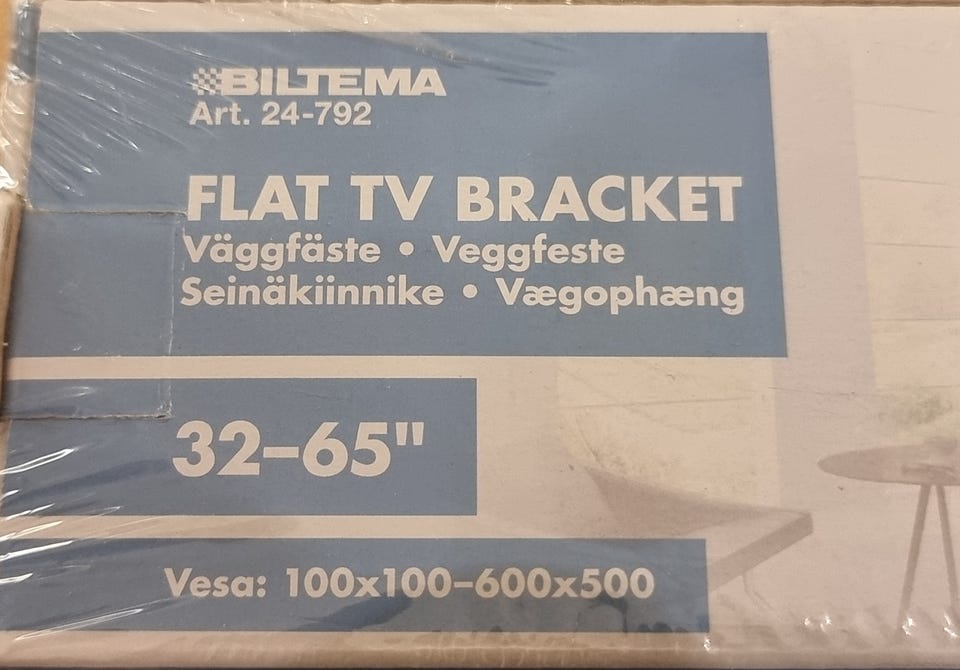 BILTEMA
Art. 24-792
FLAT TV BRACKET
Väggfäste • Veggfeste
Seinäkiinnike • Vægophæng
32–65"
Vesa: 100x100–600x500